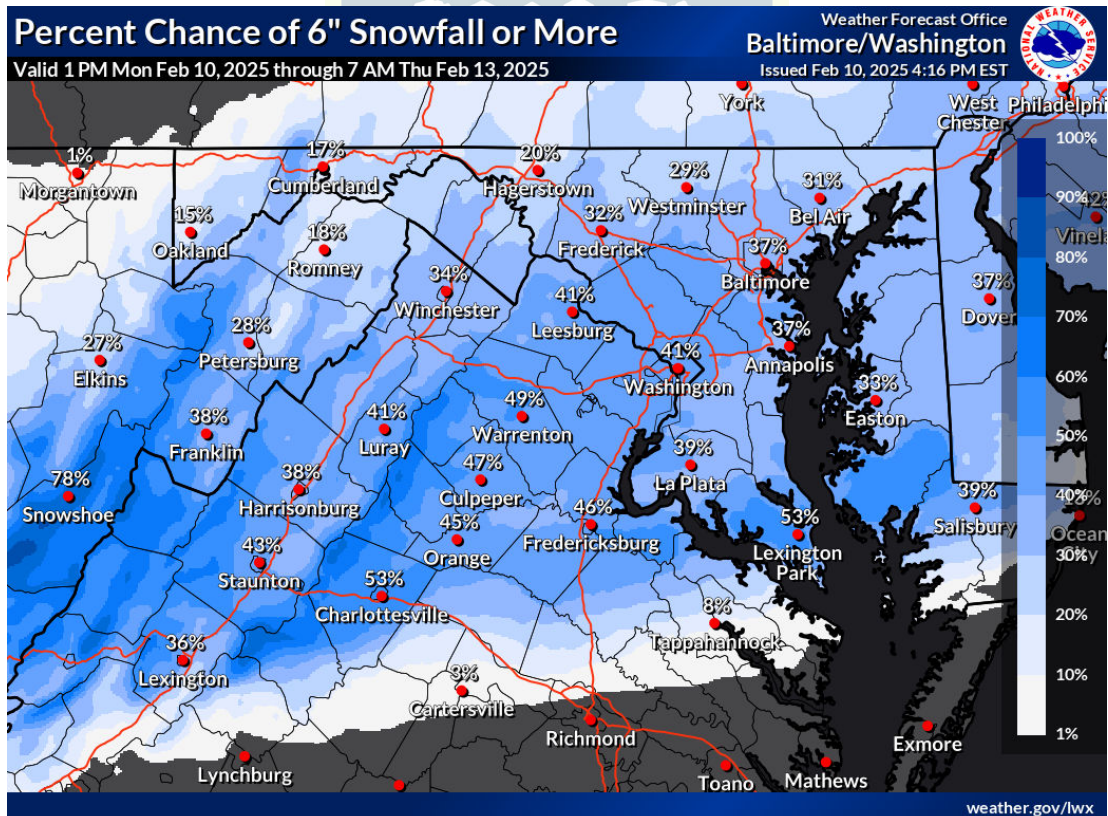 Percent Chance of 6" Snowfall or More
Valid 1 PM Mon Feb 10, 2025 through 7 AM Thu Feb 13, 2025
Weather Forecast Office
Baltimore/Washington
Issued Feb 10, 2025 4:16 PM EST
NATIONAL WEATHER SERVICE
York
West Chester
Philadelphi
1%
Morgantown
17%
Cumberland
20%
Hagerstown
29%
Westminster
31%
Bel Air
15%
Oakland
18%
Romney
32%
Frederick
37%
Baltimore
34%
Winchester
41%
Leesburg
37%
Dover
Vinela
28%
Petersburg
27%
Elkins
41%
Washington
37%
Annapolis
33%
Easton
38%
Franklin
41%
Luray
49%
Warrenton
78%
Snowshoe
38%
Harrisonburg
47%
Culpeper
39%
La Plata
45%
Orange
46%
Fredericksburg
53%
Lexington
Park
39%
Salisbury
Ocean
43%
Staunton
53%
Charlottesville
8%
Tappahannock
36%
Lexington
3%
Cartersville
Richmond
Lynchburg
Toano
Mathews
Exmore
100%
90%
80%
70%
60%
50%
40%
30%
20%
10%
1%
weather.gov/lwx